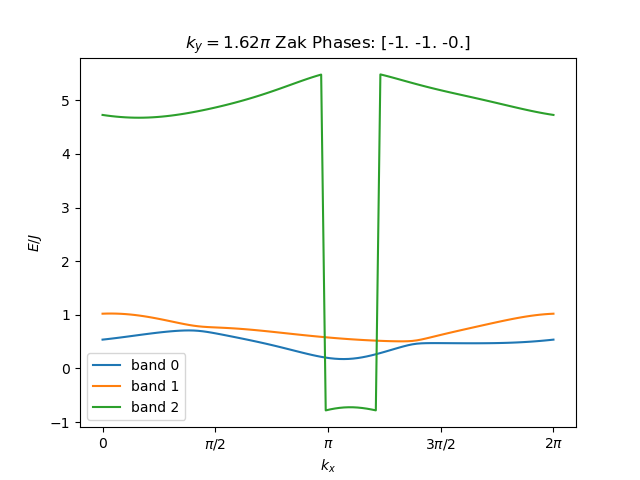 k_y = 1.62π Zak Phases: [-1. -1. -0.]
E/J
5
4
3
2
1
0
−1
band 0
band 1
band 2
0 π/2 π 3π/2 2π
k_x